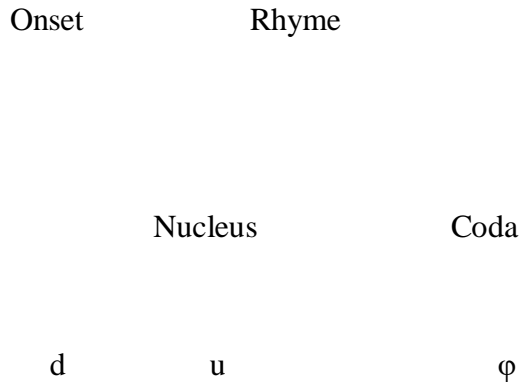 Onset Rhyme
Nucleus Coda
d u φ